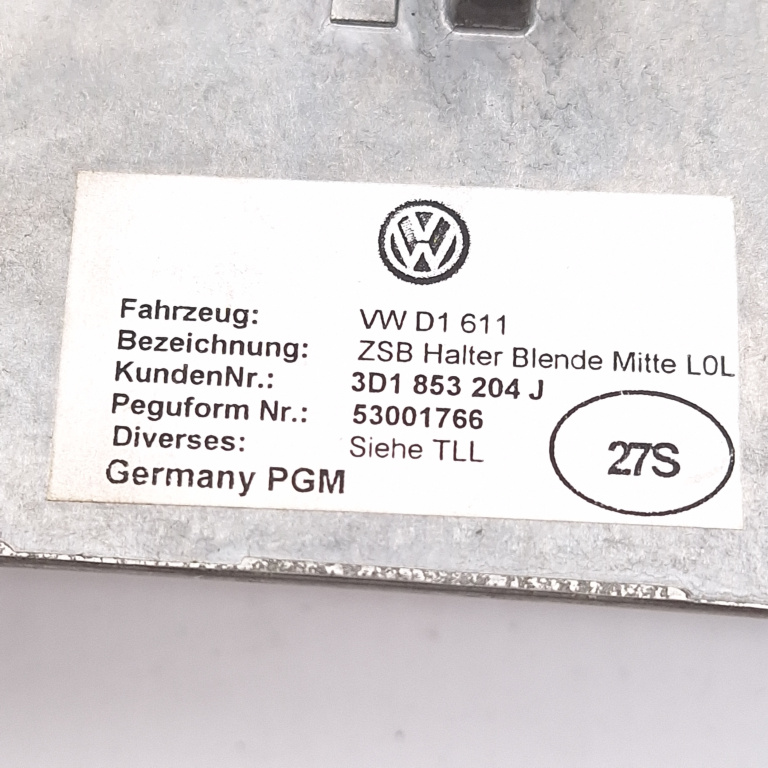 Fahrzeug: VW D1 611
Bezeichnung: ZSB Halter Blende Mitte L0L
KundenNr.: 3D1 853 204 J
Peguform Nr.: 53001766
Diverses: Siehe TLL
Germany PGM
27S